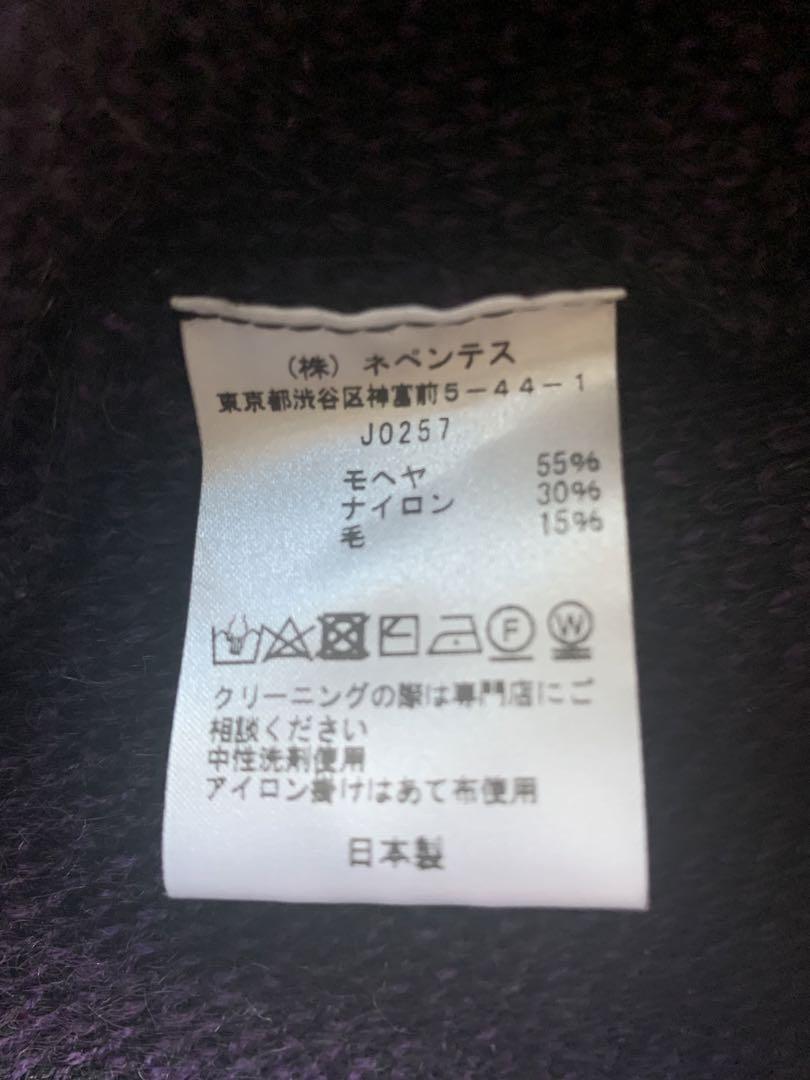 (株) ネペンテス
東京都渋谷区神宮前5-44-1
J0257
モヘヤ 55%
ナイロン 30%
毛 15%
F W
クリーニングの際は専門店にご
相談ください
中性洗剤使用
アイロン掛けはあて布使用
日本製